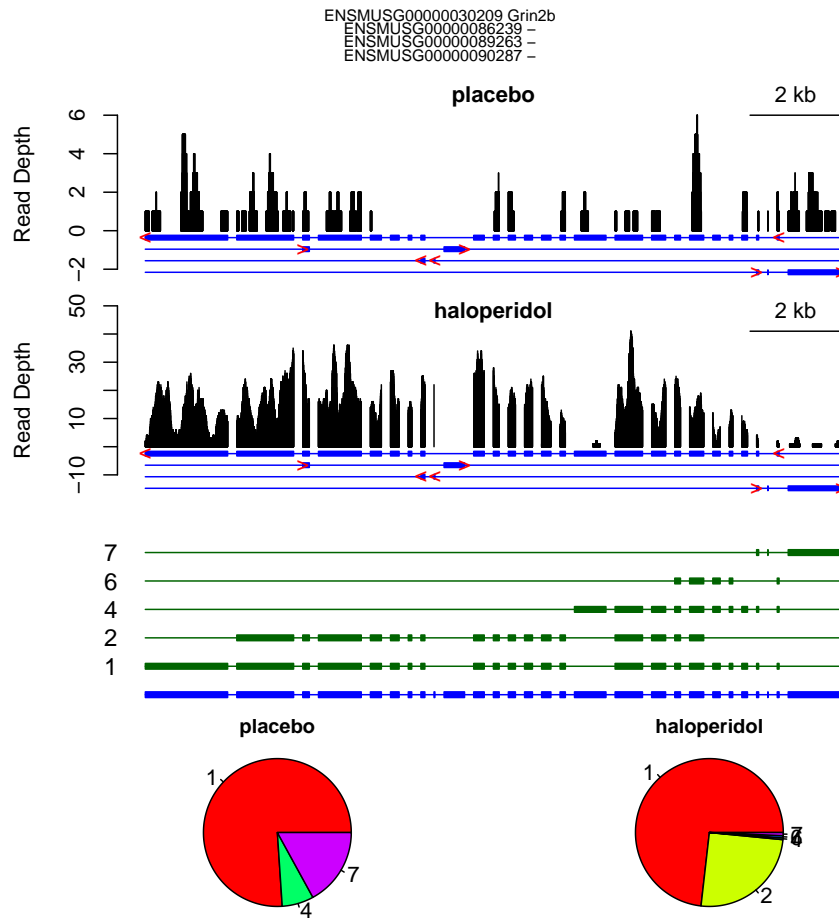 ENSMUSG00000030209 Grin2b
ENSMUSG00000086239 –
ENSMUSG00000089263 –
ENSMUSG00000090287 –
placebo
2 kb
Read Depth
6
4
2
0
−2
haloperidol
2 kb
Read Depth
50
30
10
−10
7
6
4
2
1
placebo
haloperidol
1
4
7
1
2